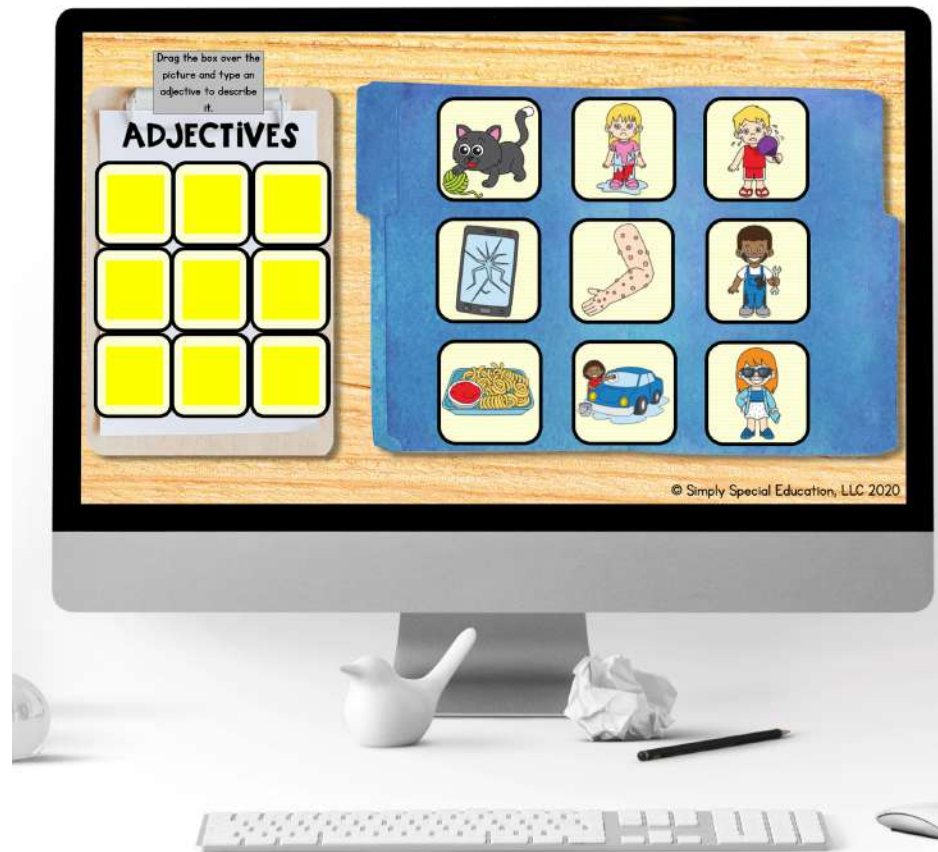 Drag the box over the
picture and type an
adjective to describe
it.
ADJECTIVES
© Simply Special Education, LLC 2020